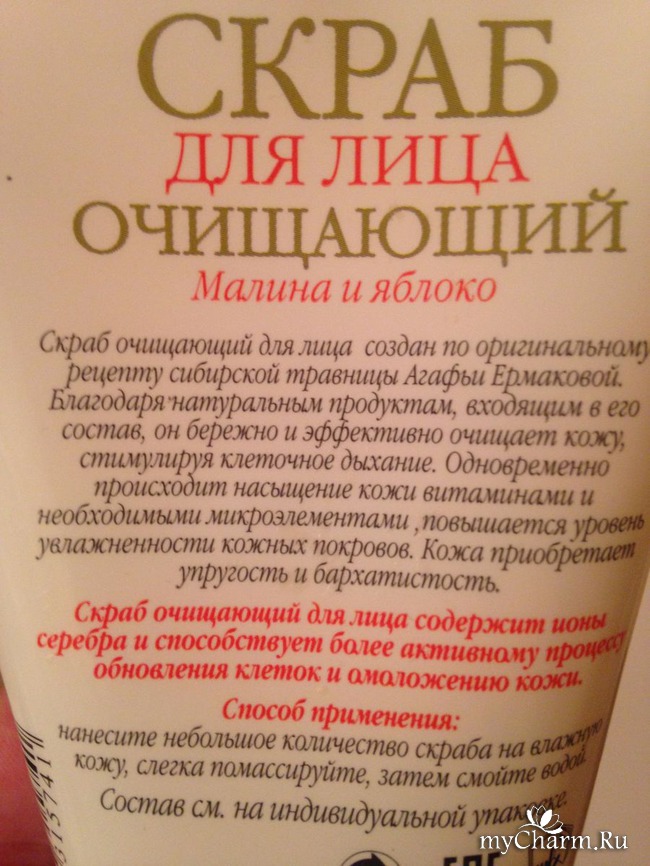 СКРАБ
ДЛЯ ЛИЦА
ОЧИЩАЮЩИЙ
Малина и яблоко
Скраб очищающий для лица создан по оригинальному
рецепту сибирской травницы Агафьи Ермаковой.
Благодаря натуральным продуктам, входящим в его
состав, он бережно и эффективно очищает кожу,
стимулируя клеточное дыхание. Одновременно
происходит насыщение кожи витаминами и
необходимыми микроэлементами ,повышается уровень
увлажненности кожных покровов. Кожа приобретает
упругость и бархатистость.
Скраб очищающий для лица содержит ионы
серебра и способствует более активному процессу
обновления клеток и омоложению кожи.
Способ применения:
нанесите небольшое количество скраба на влажную
кожу, слегка помассируйте, затем смойте водой.
Состав см. на индивидуальной упаковке.
myCharm.Ru